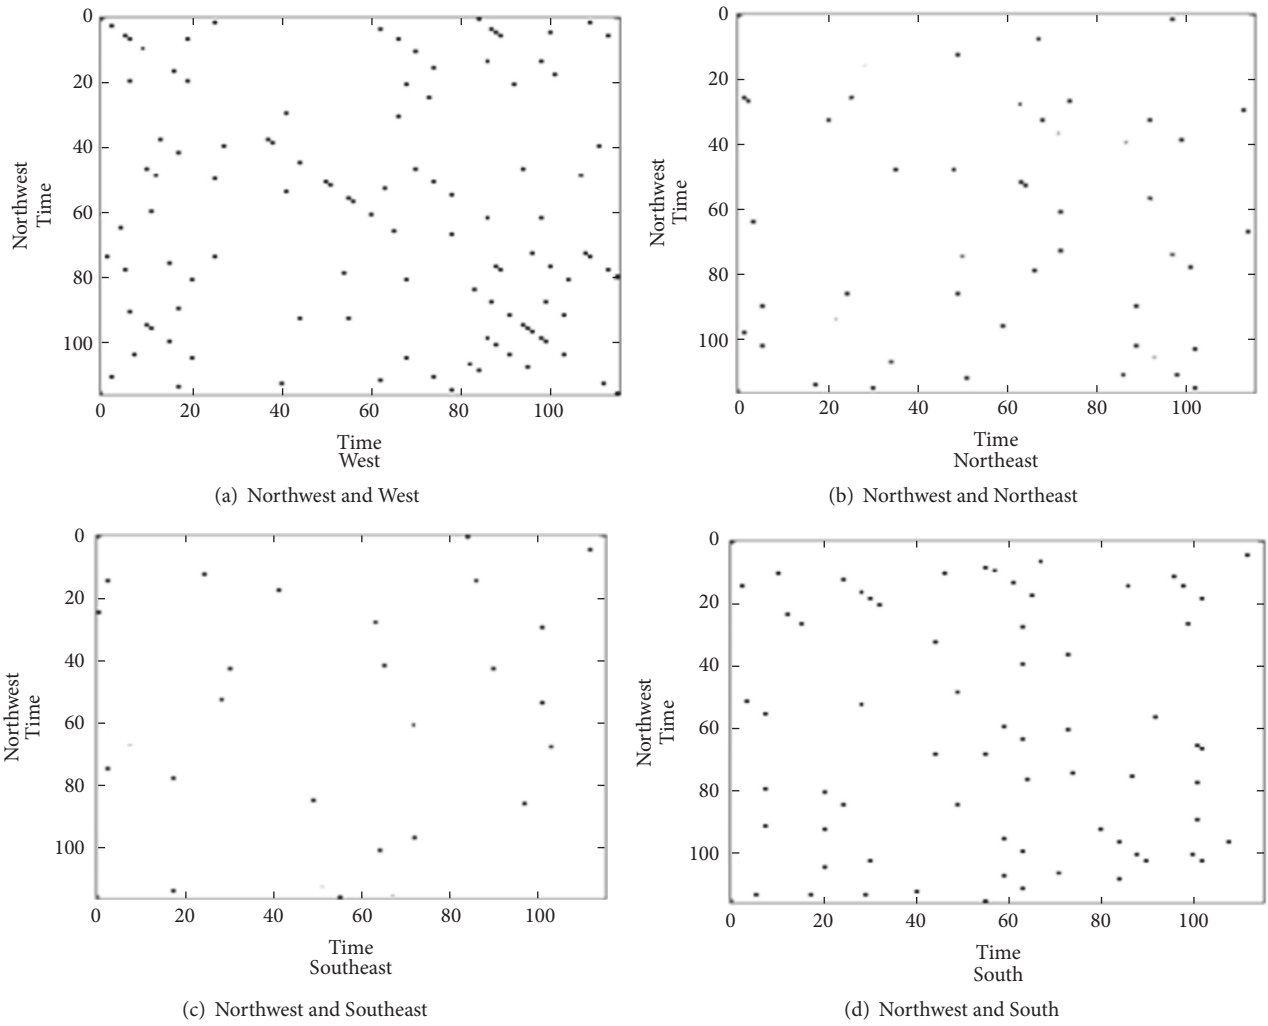 0
20
40
60
80
100
Northwest
Time
0 20 40 60 80 100
Time
West
(a) Northwest and West
0
20
40
60
80
100
Northwest
Time
0 20 40 60 80 100
Time
Northeast
(b) Northwest and Northeast
0
20
40
60
80
100
Northwest
Time
0 20 40 60 80 100
Time
Southeast
(c) Northwest and Southeast
0
20
40
60
80
100
Northwest
Time
0 20 40 60 80 100
Time
South
(d) Northwest and South